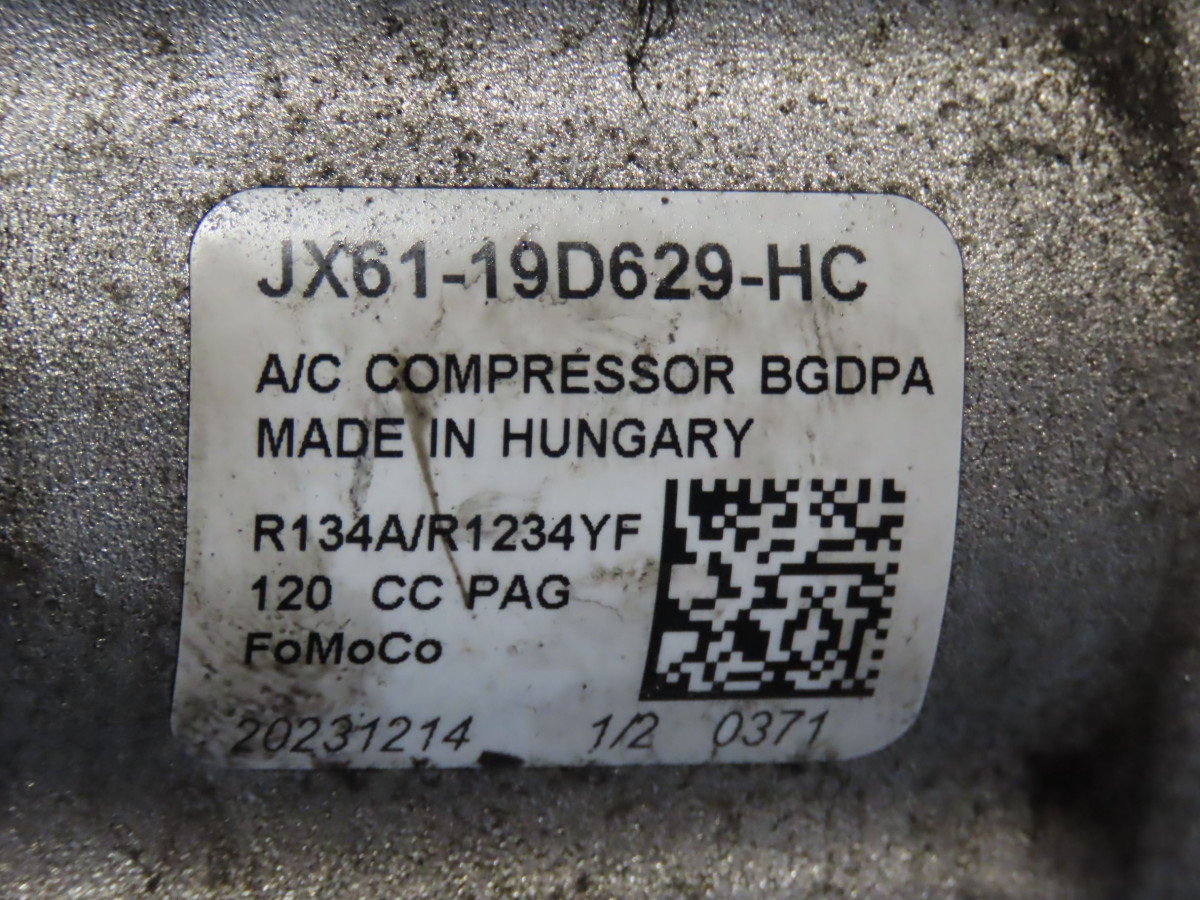 JX61-19D629-HC
A/C COMPRESSOR BGDPA
MADE IN HUNGARY
R134A/R1234YF
120 CC PAG
FoMoCo
20231214 1/2 0371